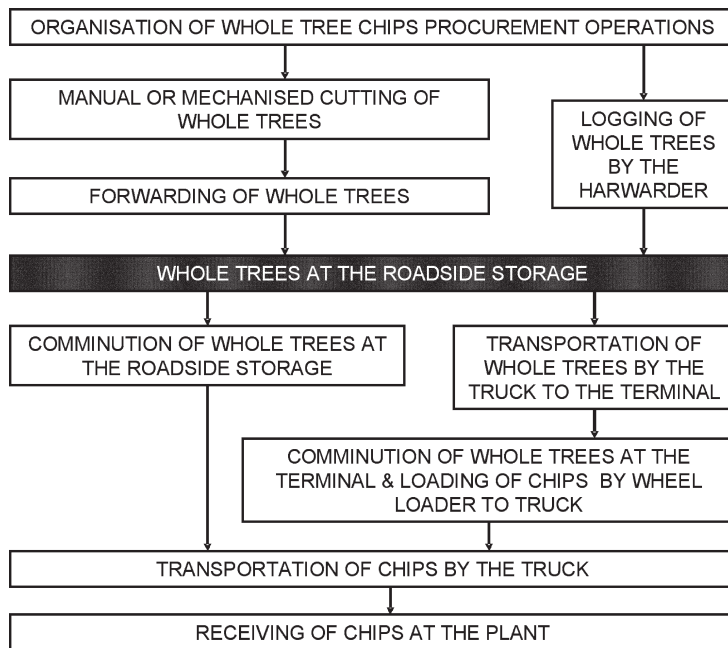 ORGANISATION OF WHOLE TREE CHIPS PROCUREMENT OPERATIONS
MANUAL OR MECHANISED CUTTING OF
WHOLE TREES
LOGGING OF
WHOLE TREES
BY THE
HARWARDER
FORWARDING OF WHOLE TREES
WHOLE TREES AT THE ROADSIDE STORAGE
COMMINUTION OF WHOLE TREES AT
THE ROADSIDE STORAGE
TRANSPORTATION OF
WHOLE TREES BY THE
TRUCK TO THE TERMINAL
COMMINUTION OF WHOLE TREES AT THE
TERMINAL & LOADING OF CHIPS BY WHEEL
LOADER TO TRUCK
TRANSPORTATION OF CHIPS BY THE TRUCK
RECEIVING OF CHIPS AT THE PLANT